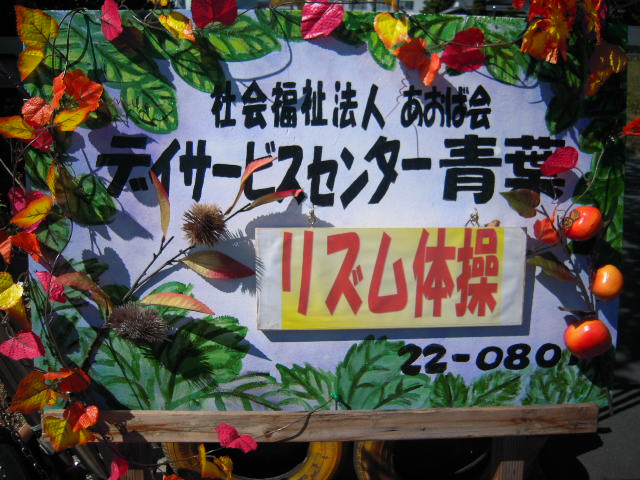 社会福祉法人 あおば会
デイサービスセンター青葉
リズム体操
22-080